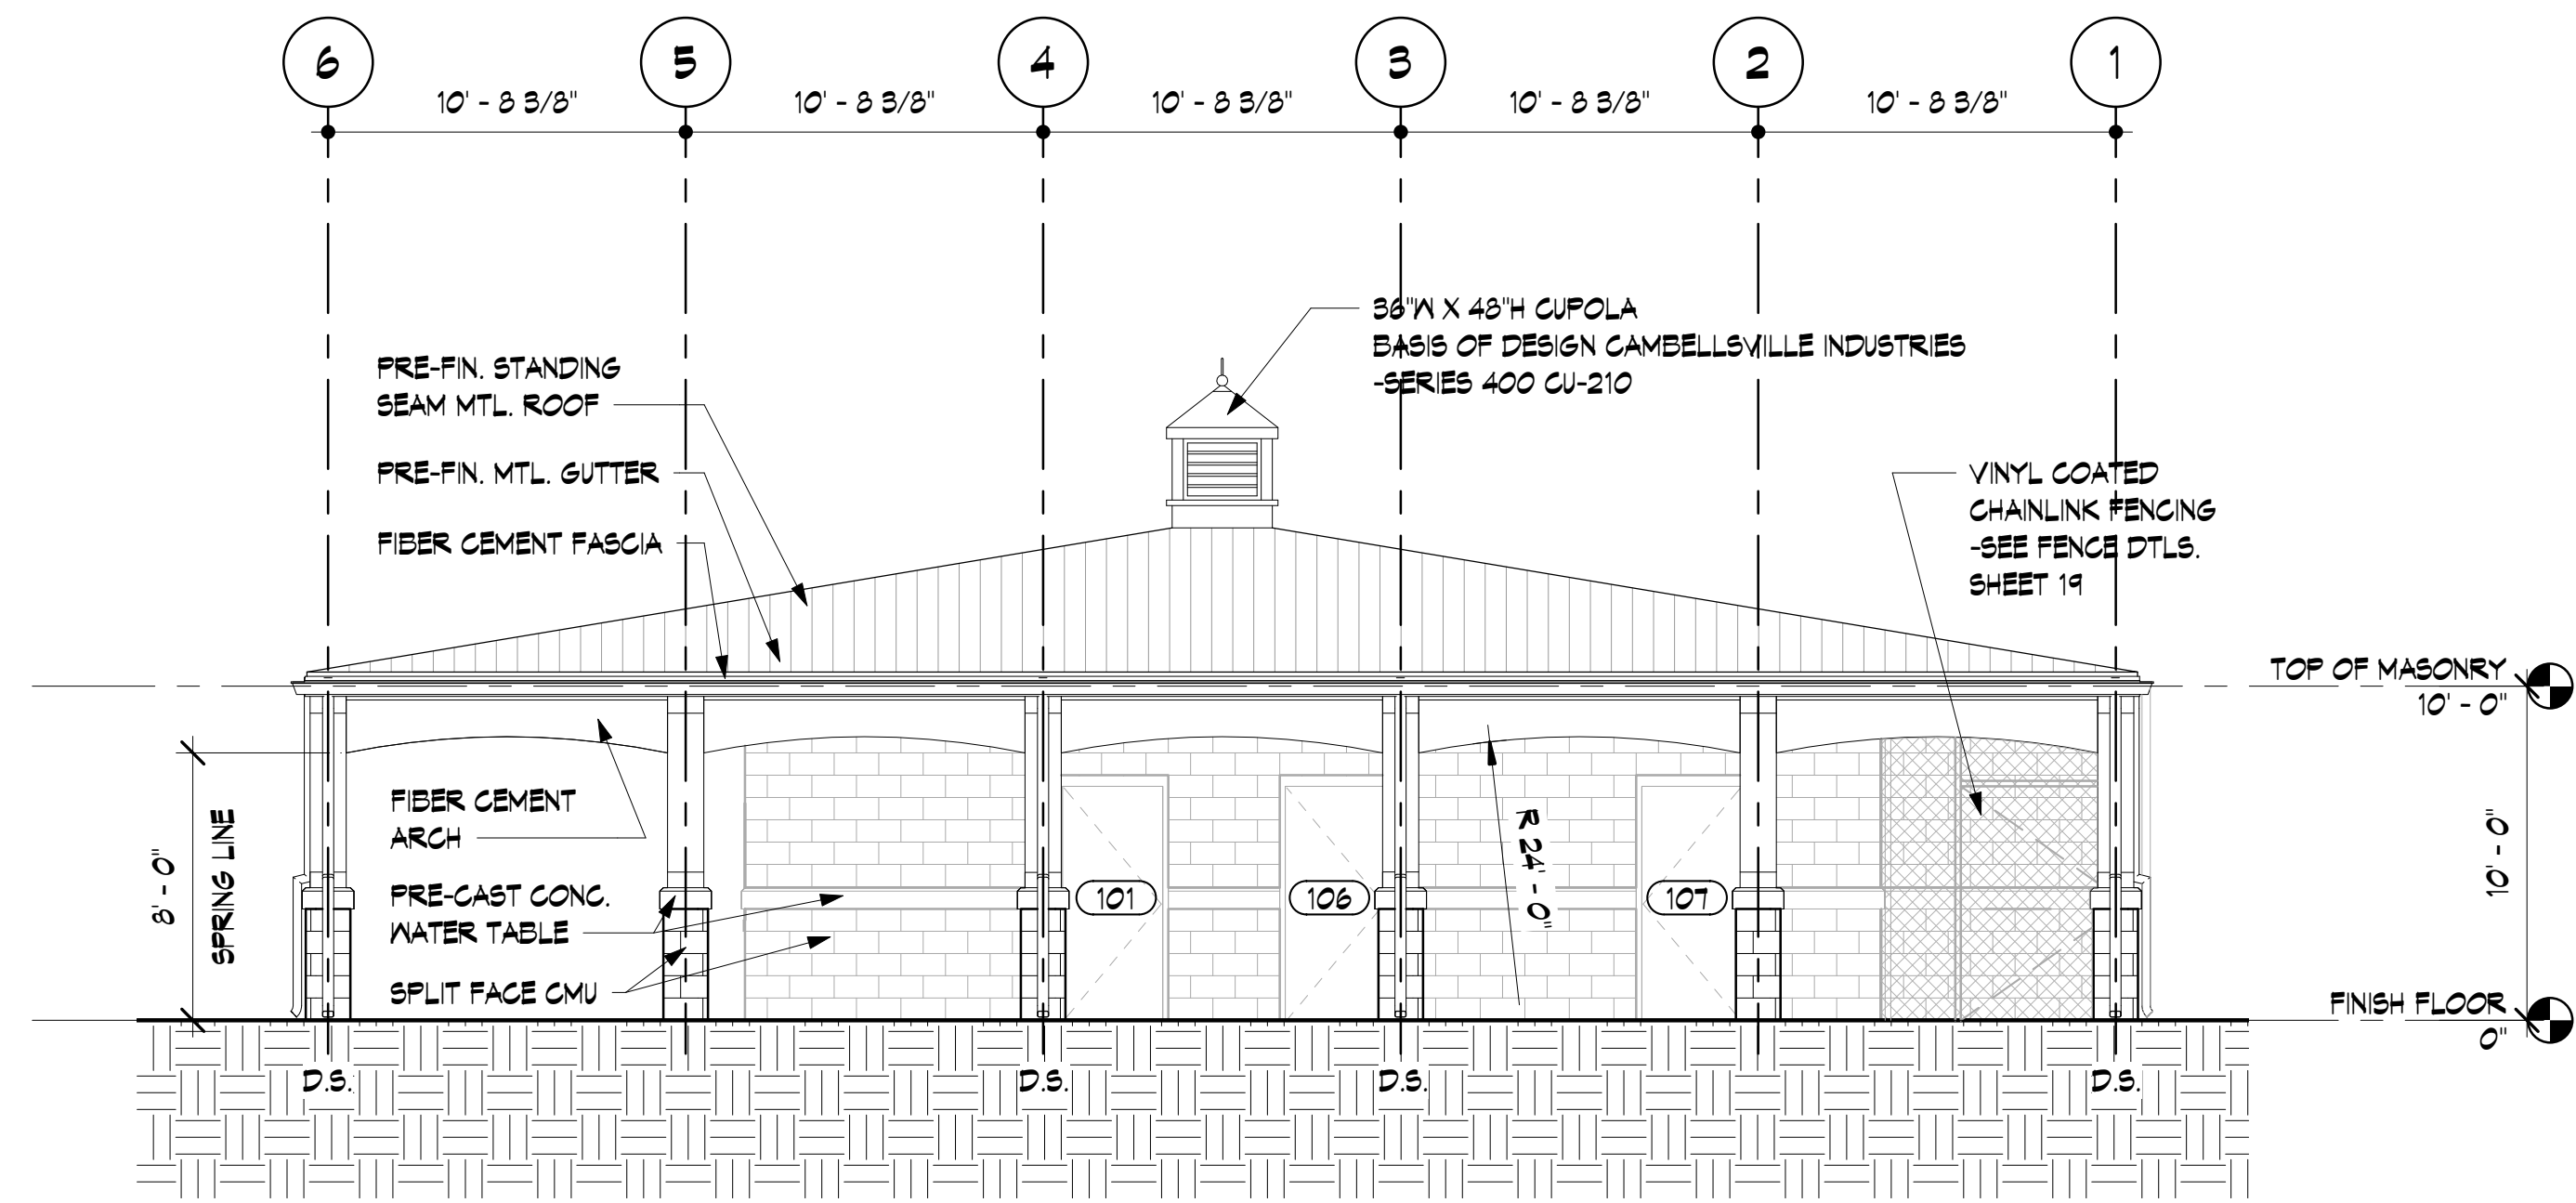 6
5
4
3
2
1
10' - 8 3/8"
10' - 8 3/8"
10' - 8 3/8"
10' - 8 3/8"
10' - 8 3/8"
36"W X 48"H CUPOLA
BASIS OF DESIGN CAMBELLSVILLE INDUSTRIES
-SERIES 400 CU-210
PRE-FIN. STANDING
SEAM MTL. ROOF
PRE-FIN. MTL. GUTTER
FIBER CEMENT FASCIA
VINYL COATED
CHAINLINK FENCING
-SEE FENCE DTLS.
SHEET 19
TOP OF MASONRY
10' - 0"
8' - 0"
SPRING LINE
FIBER CEMENT
ARCH
PRE-CAST CONC.
WATER TABLE
SPLIT FACE CMU
101
106
R 24' - 0"
107
10' - 0"
FINISH FLOOR
0"
D.S.
D.S.
D.S.
D.S.